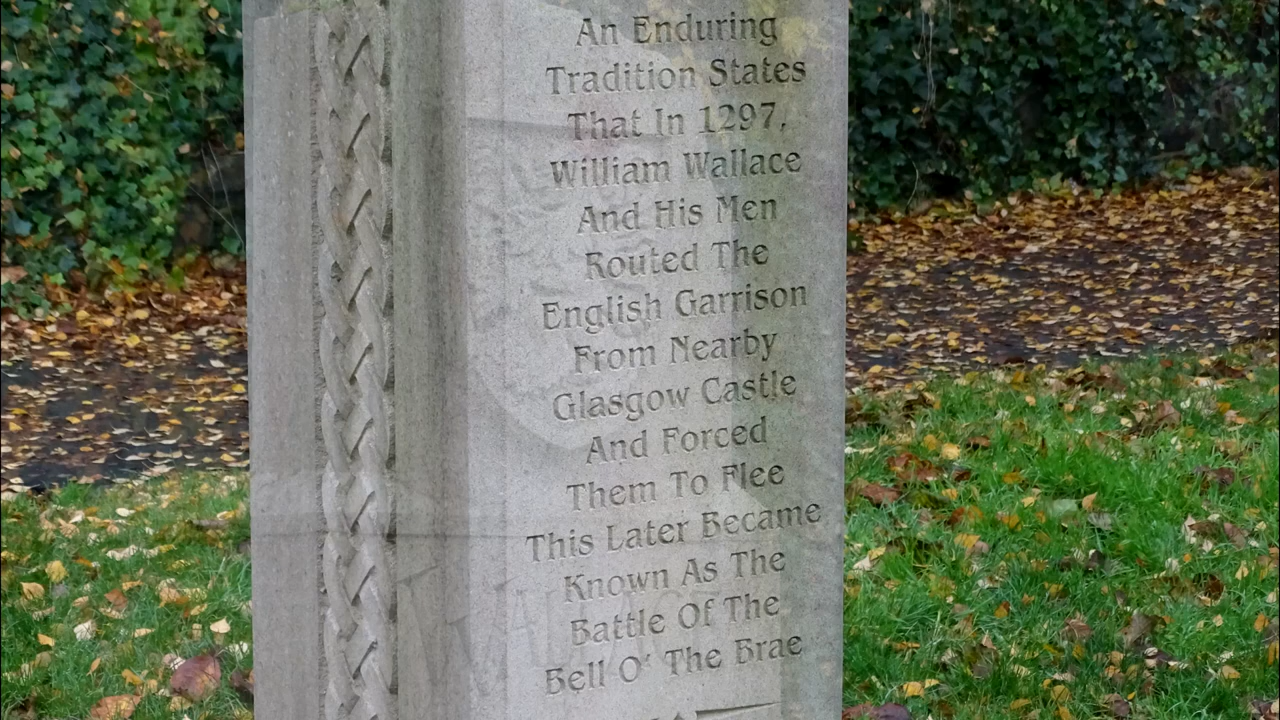 An Enduring
Tradition States
That In 1297,
William Wallace
And His Men
Routed The
English Garrison
From Nearby
Glasgow Castle
And Forced
Them To Flee
This Later Became
Known As The
Battle Of The
Bell O' The Brae